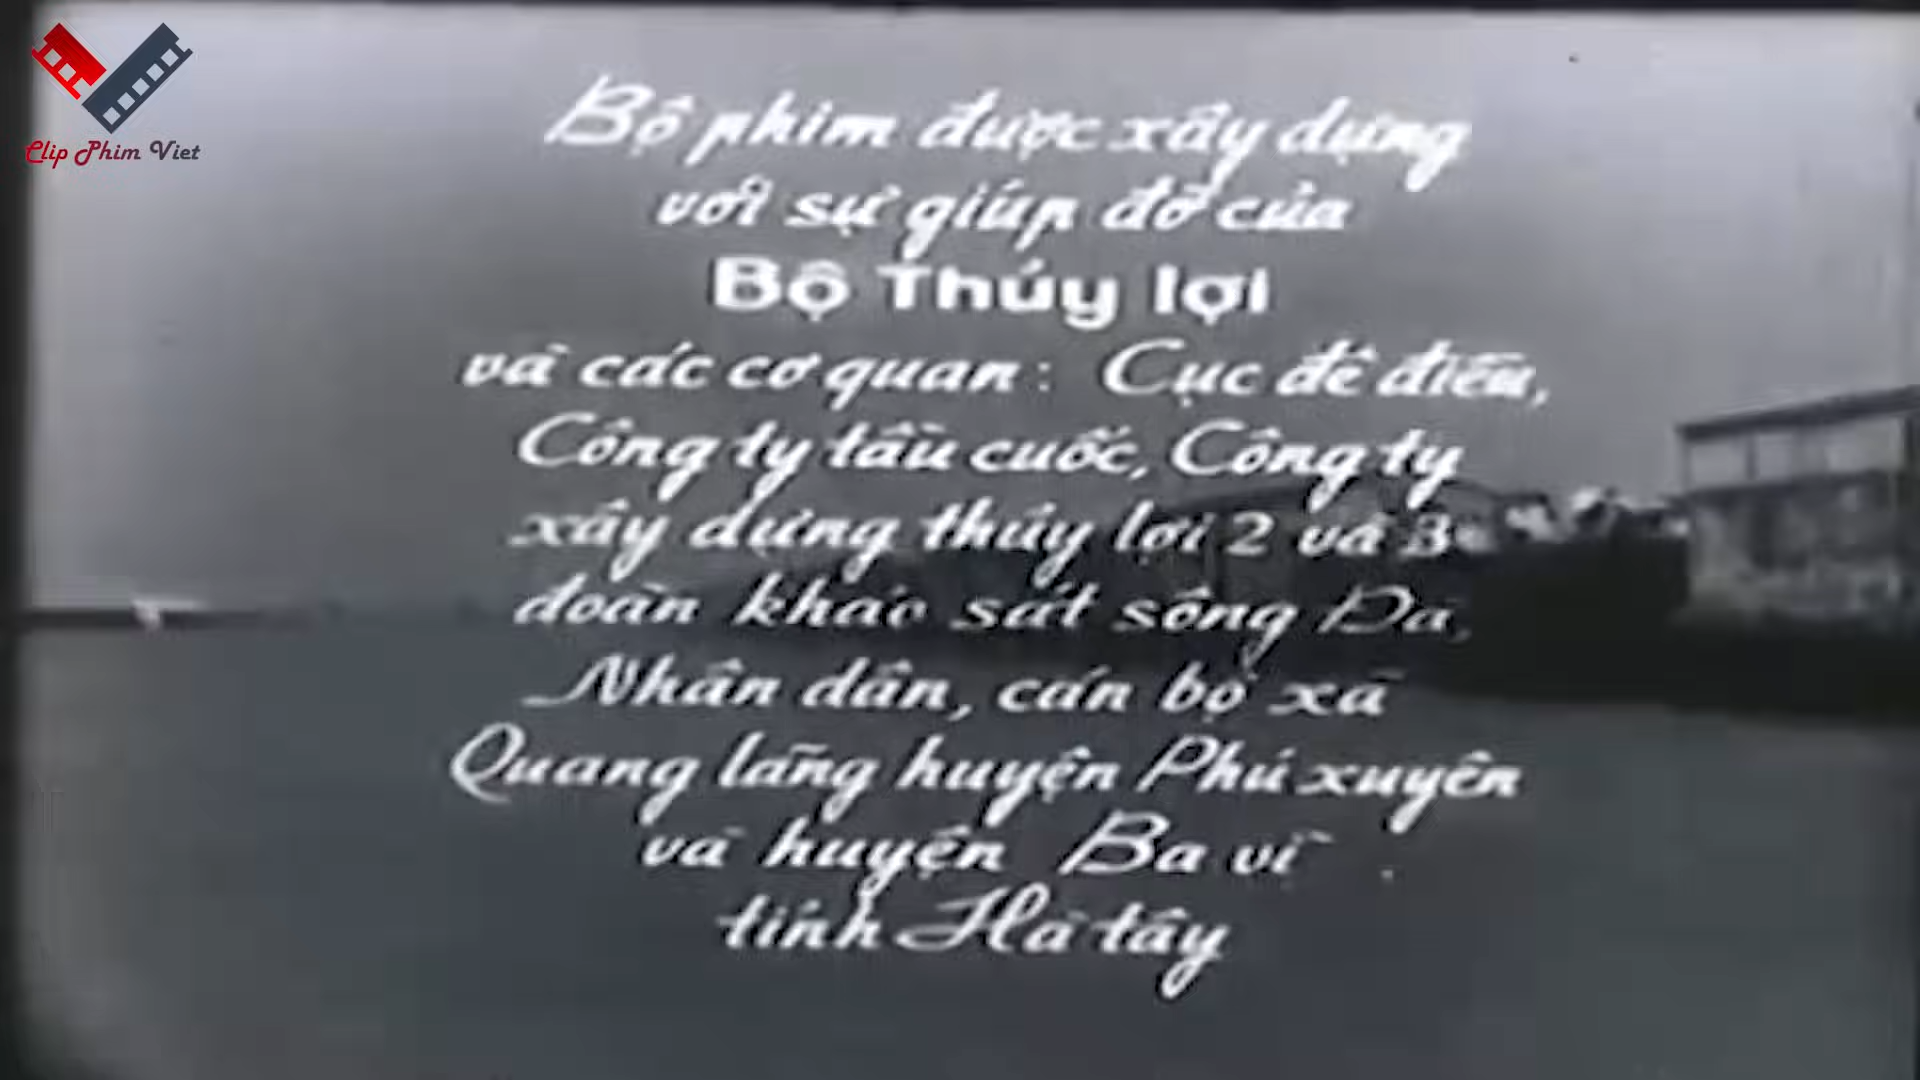 Clip Phim Viet
Bộ phim được xây dựng
với sự giúp đỡ của
Bộ Thủy lợi
và các cơ quan: Cục đê điều,
Công ty tầu cuốc, Công ty
xây dựng thủy lợi 2 và 3
đoàn khảo sát sông Đà,
Nhân dân, cán bộ xã
Quang lãng huyện Phú xuyên
và huyện Ba vì
tỉnh Hà tây